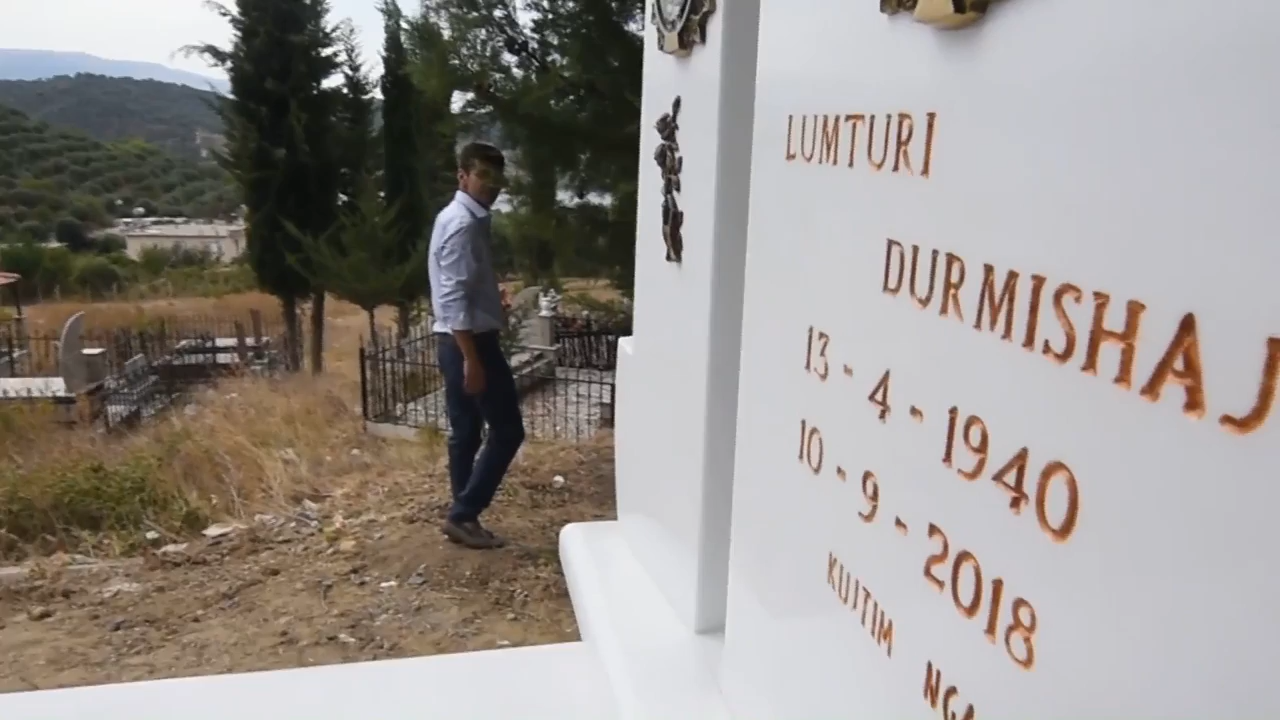 LUMTURI
DURMISHAJ
13 - 4 - 1940
10 - 9 - 2018
KUJTIM